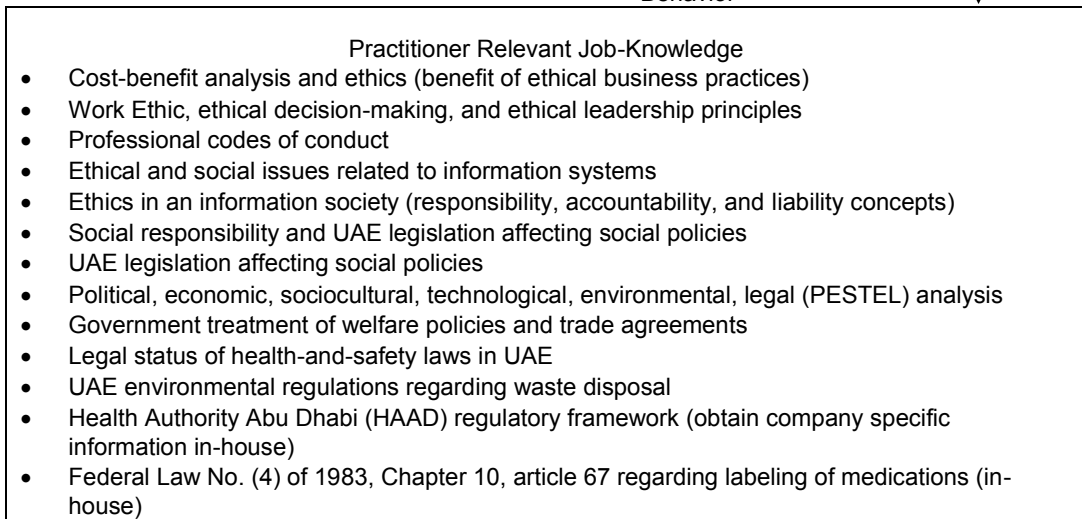 Behavior
Practitioner Relevant Job-Knowledge
• Cost-benefit analysis and ethics (benefit of ethical business practices)
• Work Ethic, ethical decision-making, and ethical leadership principles
• Professional codes of conduct
• Ethical and social issues related to information systems
• Ethics in an information society (responsibility, accountability, and liability concepts)
• Social responsibility and UAE legislation affecting social policies
• UAE legislation affecting social policies
• Political, economic, sociocultural, technological, environmental, legal (PESTEL) analysis
• Government treatment of welfare policies and trade agreements
• Legal status of health-and-safety laws in UAE
• UAE environmental regulations regarding waste disposal
• Health Authority Abu Dhabi (HAAD) regulatory framework (obtain company specific
information in-house)
• Federal Law No. (4) of 1983, Chapter 10, article 67 regarding labeling of medications (in-
house)